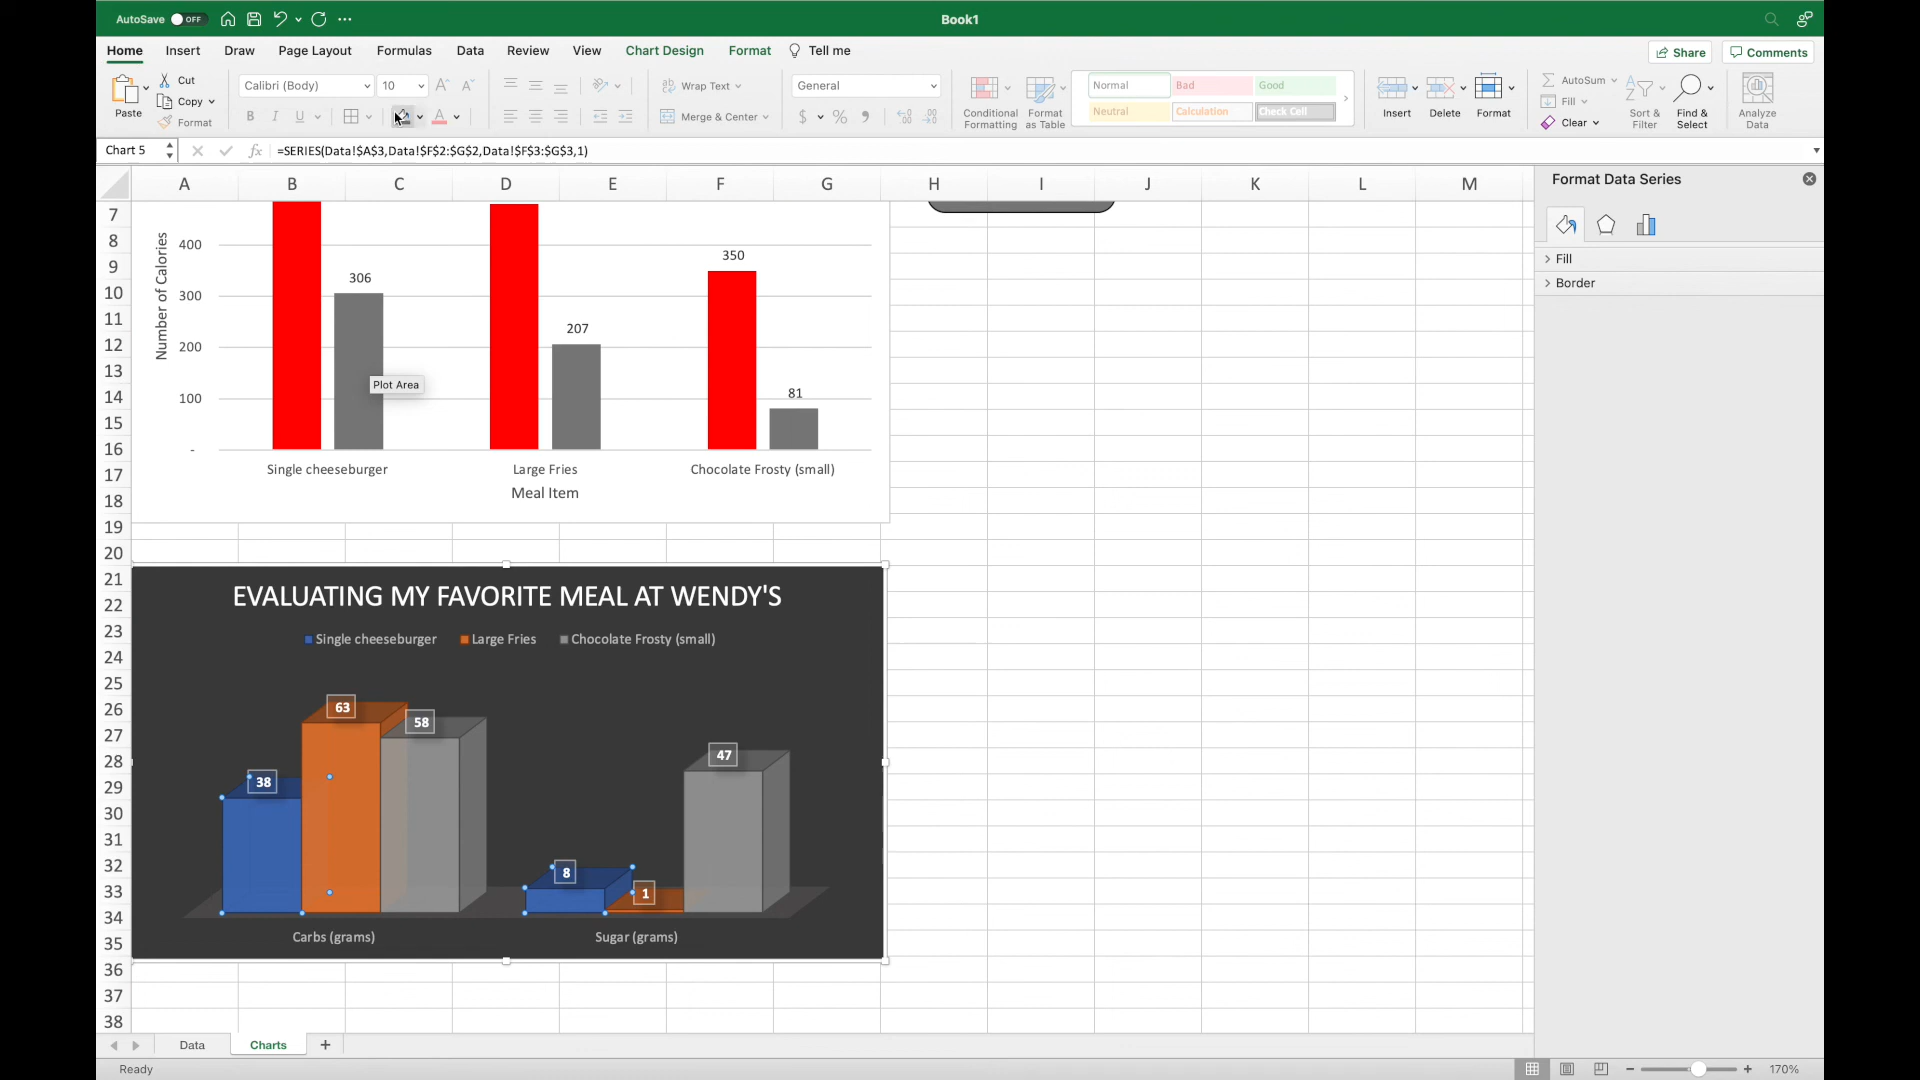 AutoSave OFF
Book1
Home Insert Draw Page Layout Formulas Data Review View Chart Design Format Tell me
Share Comments
Paste
Cut
Copy
Format
Calibri (Body) 10
B I U
A A
A
Wrap Text
Merge & Center
General
$ % 9
Conditional Formatting
Format as Table
Normal Bad Good
Neutral Calculation Check Cell
Insert Delete Format
AutoSum
Fill
Clear
Sort & Filter
Find & Select
Analyze Data
Chart 5
fx =SERIES(Data!$A$3,Data!$F$2:$G$2,Data!$F$3:$G$3,1)
A B C D E F G H I J K L M
7
8
9
10
11
12
13
14
15
16
17
18
19
20
21
22
23
24
25
26
27
28
29
30
31
32
33
34
35
36
37
38
Number of Calories
400
300
200
100
-
306
207
350
81
Plot Area
Single cheeseburger Large Fries Chocolate Frosty (small)
Meal Item
EVALUATING MY FAVORITE MEAL AT WENDY'S
Single cheeseburger Large Fries Chocolate Frosty (small)
38
63
58
8
1
47
Carbs (grams) Sugar (grams)
Format Data Series
Fill
Border
Data Charts +
Ready
170%